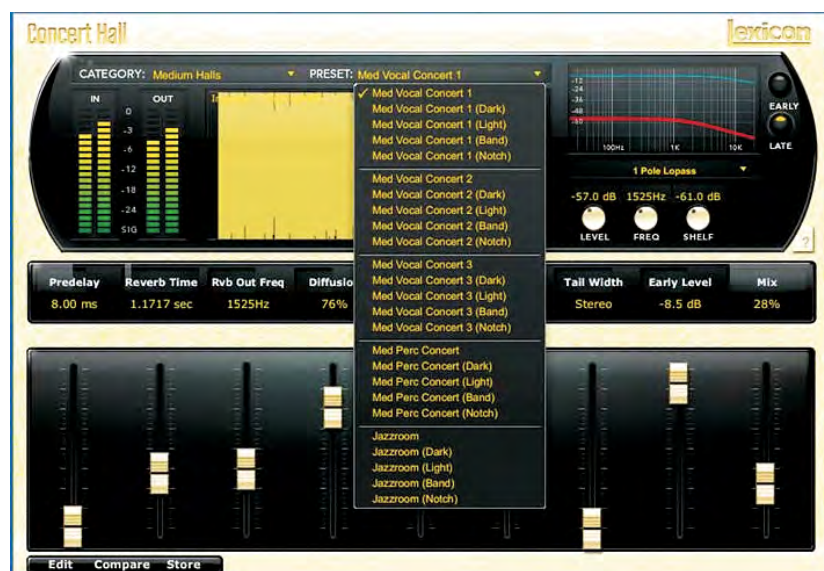 Concert Hall
lexicon
CATEGORY: Medium Halls
PRESET: Med Vocal Concert 1
IN OUT
0
-3
-6
-12
-18
-24
SIG
✓ Med Vocal Concert 1
Med Vocal Concert 1 (Dark)
Med Vocal Concert 1 (Light)
Med Vocal Concert 1 (Band)
Med Vocal Concert 1 (Notch)
Med Vocal Concert 2
Med Vocal Concert 2 (Dark)
Med Vocal Concert 2 (Light)
Med Vocal Concert 2 (Band)
Med Vocal Concert 2 (Notch)
Med Vocal Concert 3
Med Vocal Concert 3 (Dark)
Med Vocal Concert 3 (Light)
Med Vocal Concert 3 (Band)
Med Vocal Concert 3 (Notch)
Med Perc Concert
Med Perc Concert (Dark)
Med Perc Concert (Light)
Med Perc Concert (Band)
Med Perc Concert (Notch)
Jazzroom
Jazzroom (Dark)
Jazzroom (Light)
Jazzroom (Band)
Jazzroom (Notch)
-12
-24
-36
-48
100Hz 1K 10K
EARLY
LATE
1 Pole Lopass
-57.0 dB 1525Hz -61.0 dB
LEVEL FREQ SHELF
?
Predelay Reverb Time Rvb Out Freq Diffusio Tail Width Early Level Mix
8.00 ms 1.1717 sec 1525Hz 76% Stereo -8.5 dB 28%
Edit Compare Store